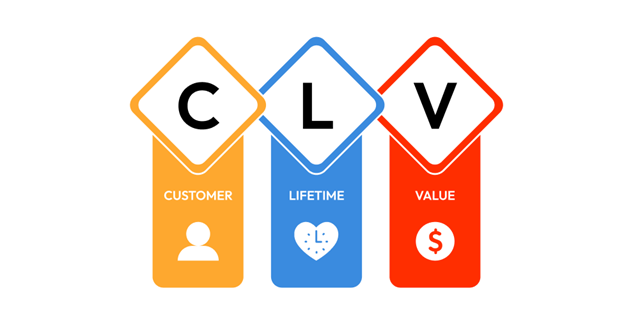 C L V
CUSTOMER LIFETIME VALUE
$